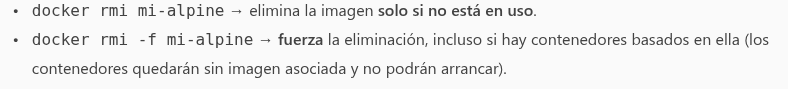 • docker rmi mi-alpine → elimina la imagen solo si no está en uso.
• docker rmi -f mi-alpine → fuerza la eliminación, incluso si hay contenedores basados en ella (los
contenedores quedarán sin imagen asociada y no podrán arrancar).